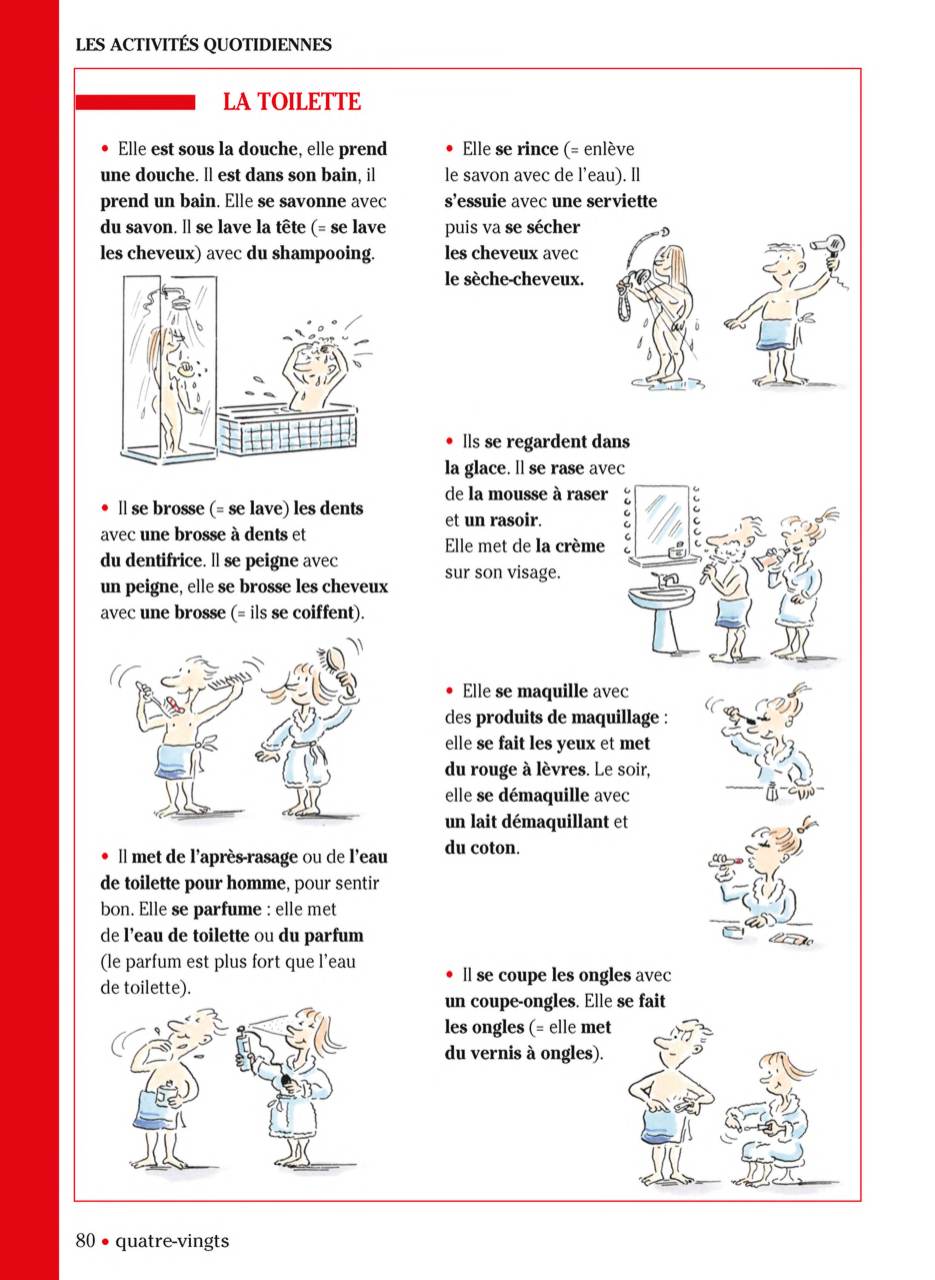 LES ACTIVITÉS QUOTIDIENNES
LA TOILETTE
• Elle est sous la douche, elle prend
une douche. Il est dans son bain, il
prend un bain. Elle se savonne avec
du savon. Il se lave la tête (= se lave
les cheveux) avec du shampooing.
• Il se brosse (= se lave) les dents
avec une brosse à dents et
du dentifrice. Il se peigne avec
un peigne, elle se brosse les cheveux
avec une brosse (= ils se coiffent).
• Il met de l'après-rasage ou de l'eau
de toilette pour homme, pour sentir
bon. Elle se parfume : elle met
de l'eau de toilette ou du parfum
(le parfum est plus fort que l'eau
de toilette).
• Elle se rince (= enlève
le savon avec de l'eau). Il
s'essuie avec une serviette
puis va se sécher
les cheveux avec
le sèche-cheveux.
• Ils se regardent dans
la glace. Il se rase avec
de la mousse à raser
et un rasoir.
Elle met de la crème
sur son visage.
• Elle se maquille avec
des produits de maquillage :
elle se fait les yeux et met
du rouge à lèvres. Le soir,
elle se démaquille avec
un lait démaquillant et
du coton.
• Il se coupe les ongles avec
un coupe-ongles. Elle se fait
les ongles (= elle met
du vernis à ongles).
80 • quatre-vingts